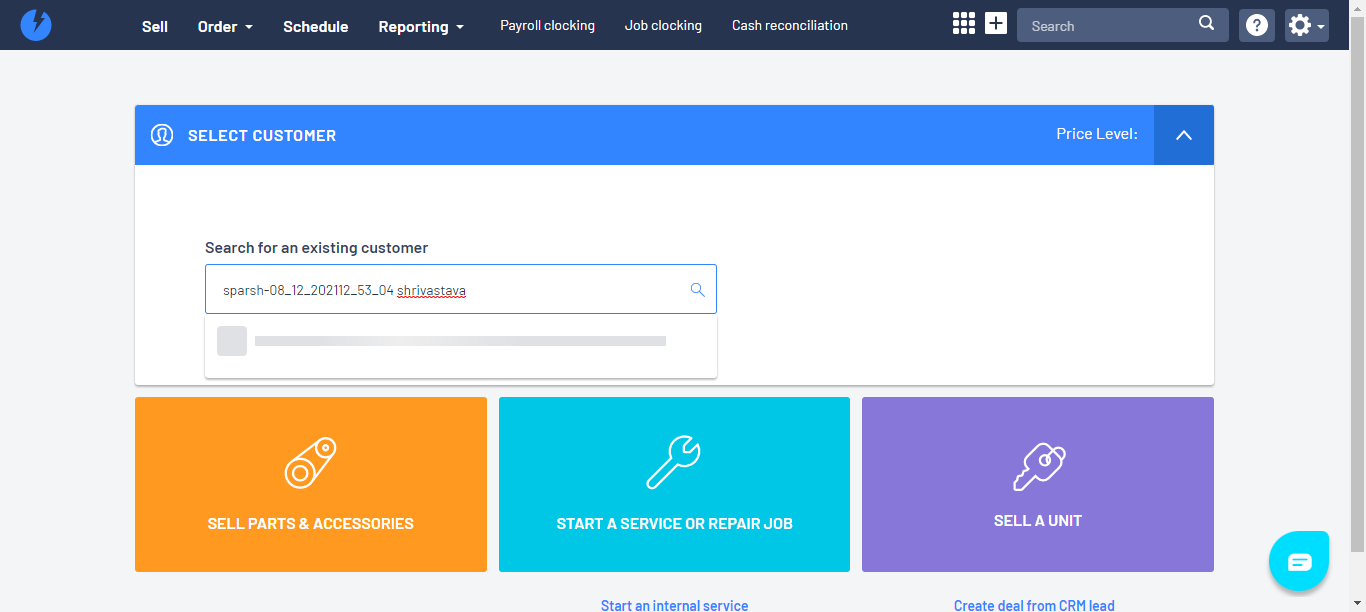 Sell Order Schedule Reporting Payroll clocking Job clocking Cash reconciliation Search
SELECT CUSTOMER Price Level:
Search for an existing customer
sparsh-08_12_202112_53_04 shrivastava
SELL PARTS & ACCESSORIES START A SERVICE OR REPAIR JOB SELL A UNIT
Start an internal service Create deal from CRM lead